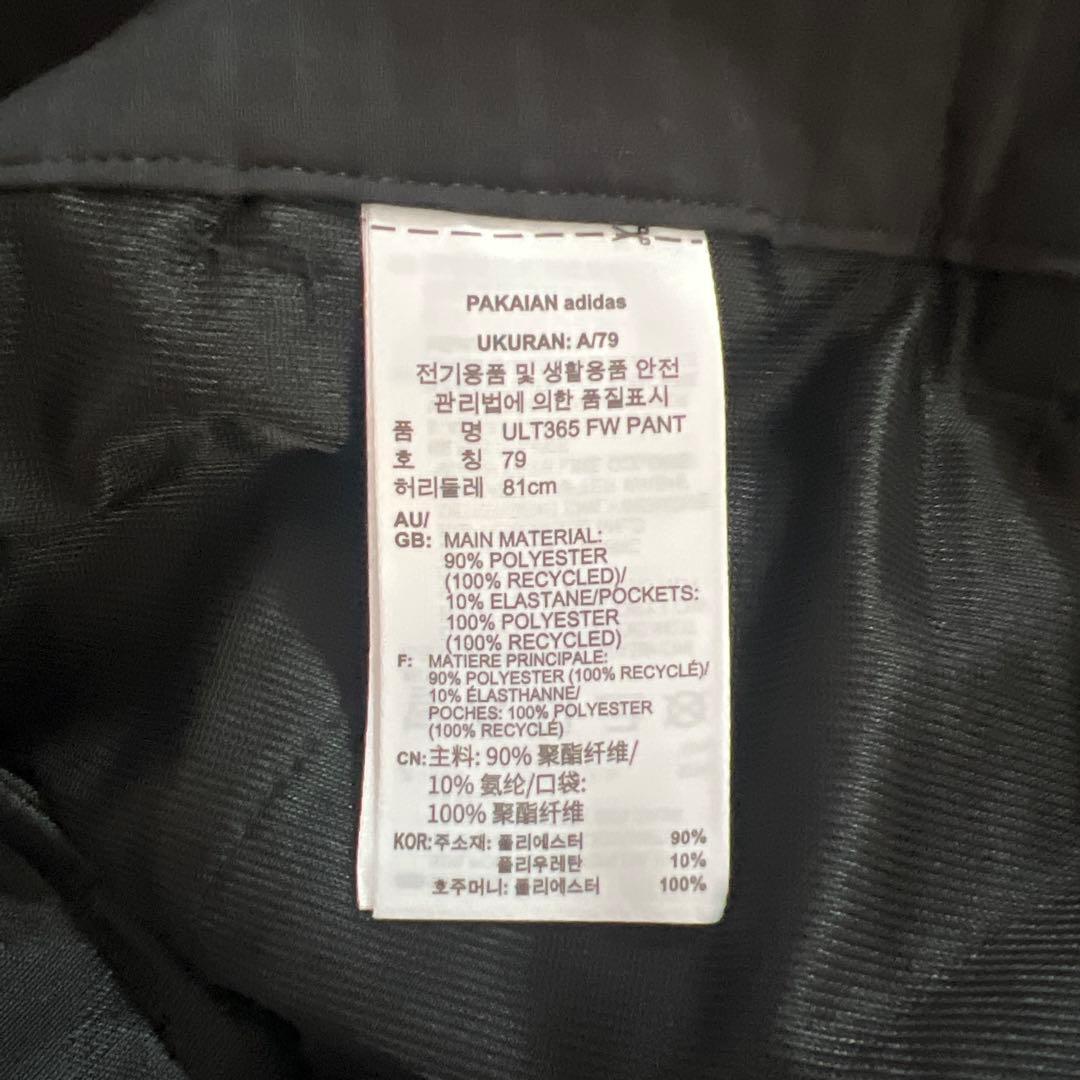 PAKAIAN adidas
UKURAN: A/79
전기용품 및 생활용품 안전
관리법에 의한 품질표시
품 명 ULT365 FW PANT
호 칭 79
허리둘레 81cm
AU/
GB: MAIN MATERIAL:
90% POLYESTER
(100% RECYCLED)/
10% ELASTANE/POCKETS:
100% POLYESTER
(100% RECYCLED)
F: MATIERE PRINCIPALE:
90% POLYESTER (100% RECYCLÉ)/
10% ÉLASTHANNE/
POCHES: 100% POLYESTER
(100% RECYCLÉ)
CN:主料: 90% 聚酯纤维/
10% 氨纶/口袋:
100% 聚酯纤维
KOR:주소재: 폴리에스터 90%
폴리우레탄 10%
호주머니: 폴리에스터 100%